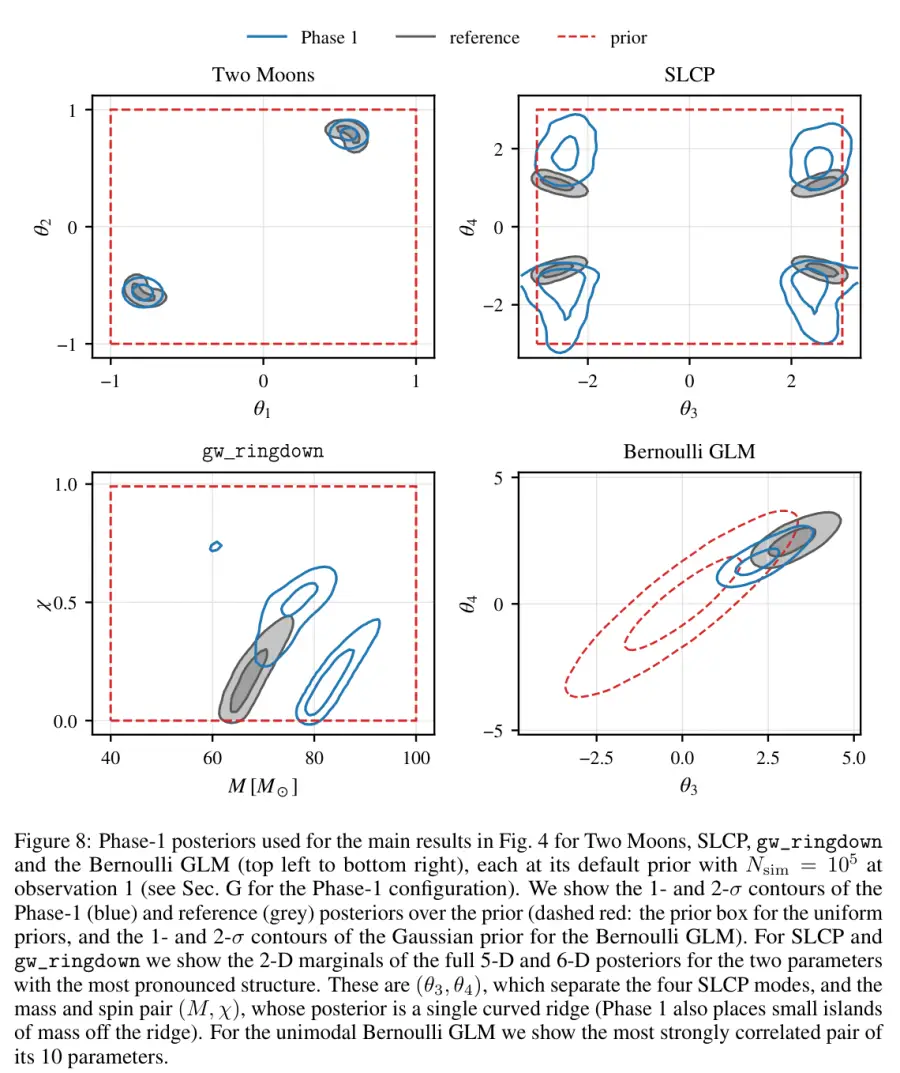 Phase 1 reference prior
Two Moons
SLCP
1
0
−1
θ2
−1 0 1
θ1
2
0
−2
θ4
−2 0 2
θ3
gw_ringdown
Bernoulli GLM
1.0
0.5
0.0
χ
40 60 80 100
M [M⊙]
5
0
−5
θ4
−2.5 0.0 2.5 5.0
θ3
Figure 8: Phase-1 posteriors used for the main results in Fig. 4 for Two Moons, SLCP, gw_ringdown
and the Bernoulli GLM (top left to bottom right), each at its default prior with Nsim = 10⁵ at
observation 1 (see Sec. G for the Phase-1 configuration). We show the 1- and 2-σ contours of the
Phase-1 (blue) and reference (grey) posteriors over the prior (dashed red: the prior box for the uniform
priors, and the 1- and 2-σ contours of the Gaussian prior for the Bernoulli GLM). For SLCP and
gw_ringdown we show the 2-D marginals of the full 5-D and 6-D posteriors for the two parameters
with the most pronounced structure. These are (θ3, θ4), which separate the four SLCP modes, and the
mass and spin pair (M, χ), whose posterior is a single curved ridge (Phase 1 also places small islands
of mass off the ridge). For the unimodal Bernoulli GLM we show the most strongly correlated pair of
its 10 parameters.